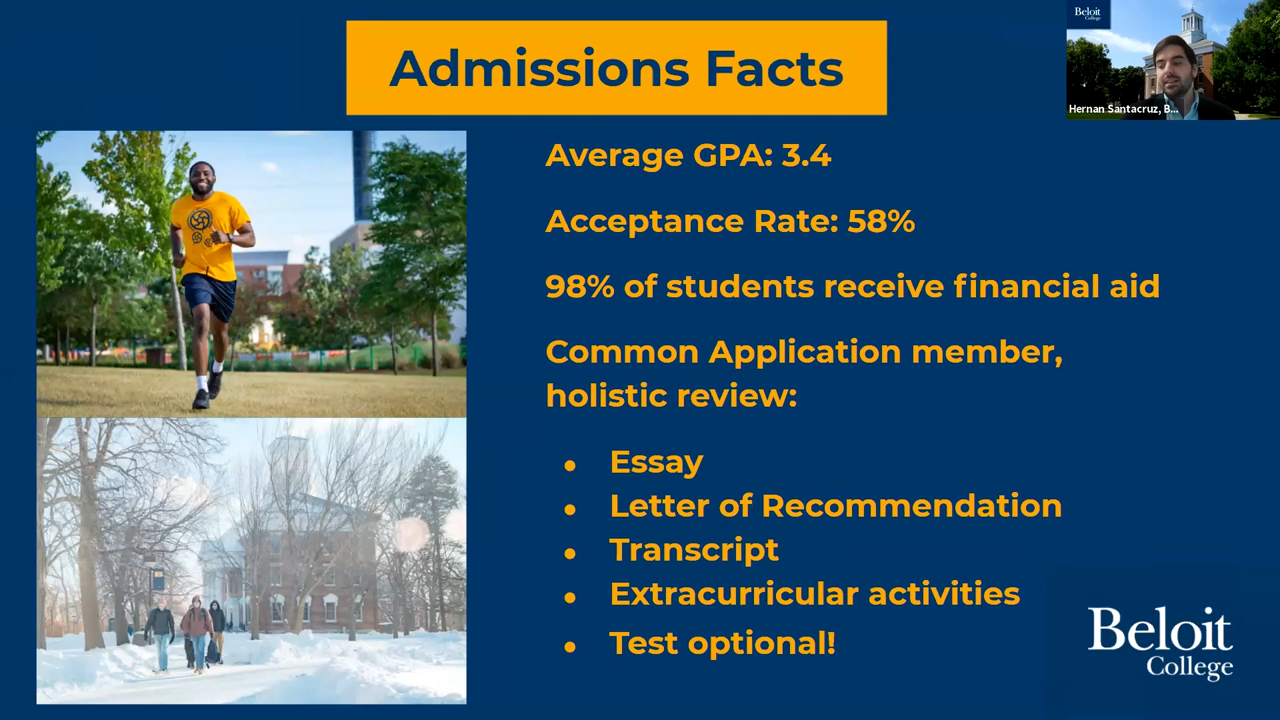 Admissions Facts
Beloit
College
Hernan Santacruz, B...
Average GPA: 3.4
Acceptance Rate: 58%
98% of students receive financial aid
Common Application member,
holistic review:
● Essay
● Letter of Recommendation
● Transcript
● Extracurricular activities
● Test optional!
Beloit
College